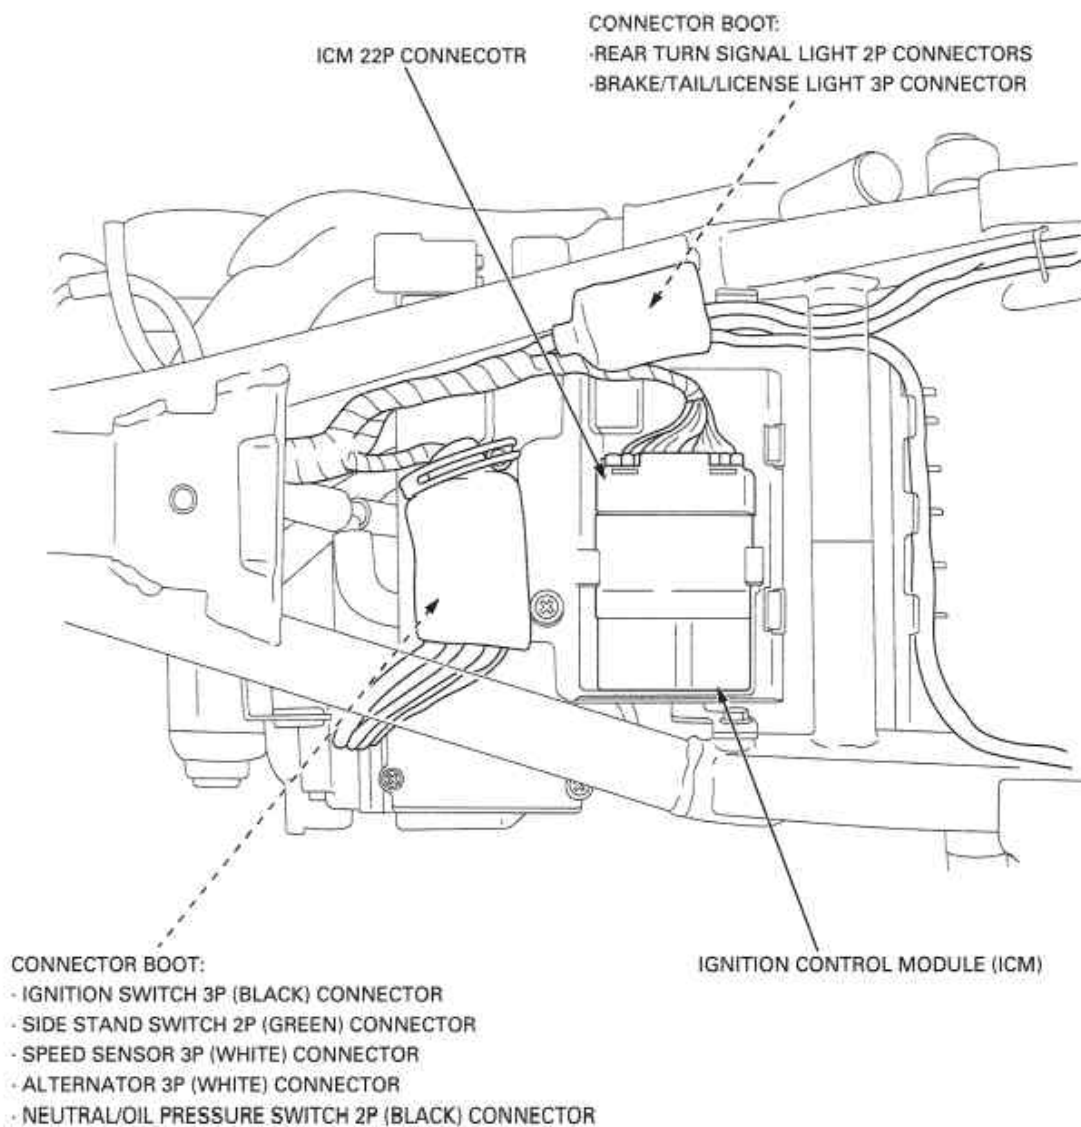 ICM 22P CONNECOTR
CONNECTOR BOOT:
·REAR TURN SIGNAL LIGHT 2P CONNECTORS
·BRAKE/TAIL/LICENSE LIGHT 3P CONNECTOR
CONNECTOR BOOT:
· IGNITION SWITCH 3P (BLACK) CONNECTOR
· SIDE STAND SWITCH 2P (GREEN) CONNECTOR
· SPEED SENSOR 3P (WHITE) CONNECTOR
· ALTERNATOR 3P (WHITE) CONNECTOR
· NEUTRAL/OIL PRESSURE SWITCH 2P (BLACK) CONNECTOR
IGNITION CONTROL MODULE (ICM)